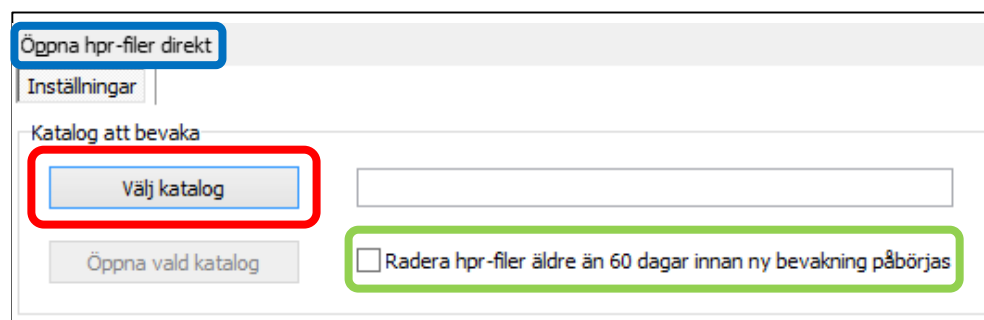 Öppna hpr-filer direkt
Inställningar
Katalog att bevaka
Välj katalog
Öppna vald katalog
Radera hpr-filer äldre än 60 dagar innan ny bevakning påbörjas